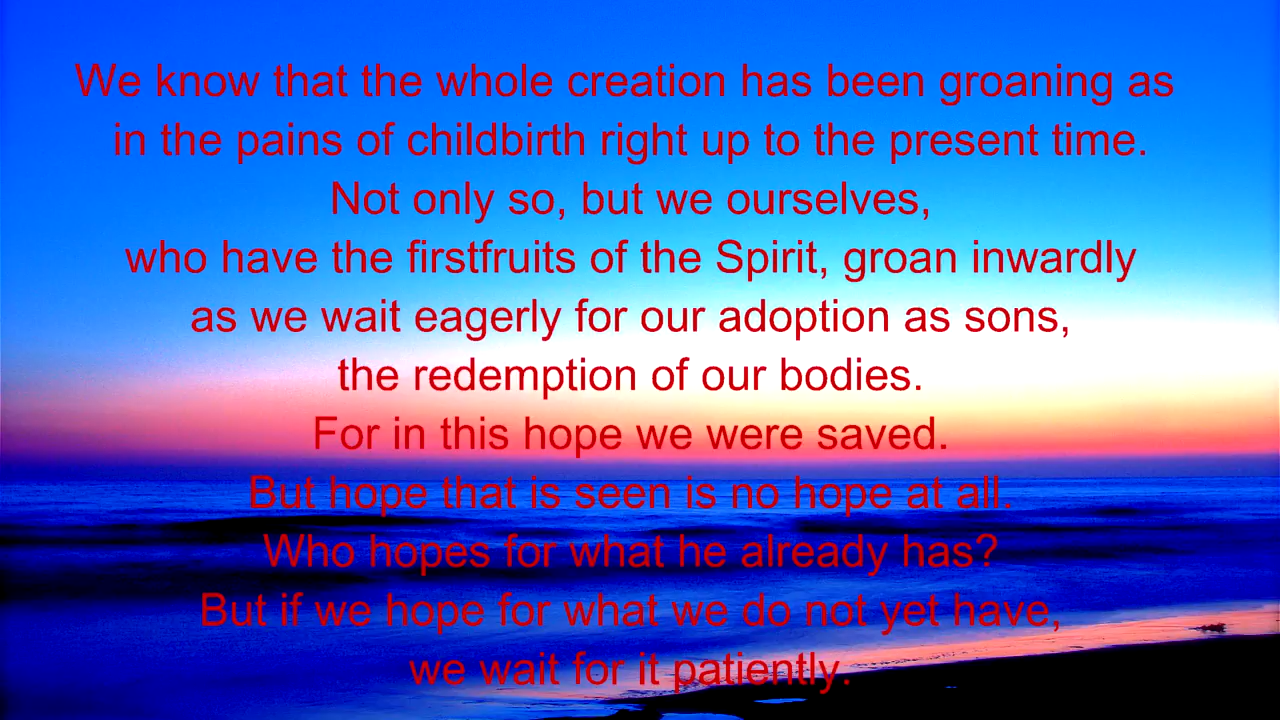 We know that the whole creation has been groaning as
in the pains of childbirth right up to the present time.
Not only so, but we ourselves,
who have the firstfruits of the Spirit, groan inwardly
as we wait eagerly for our adoption as sons,
the redemption of our bodies.
For in this hope we were saved.
But hope that is seen is no hope at all.
Who hopes for what he already has?
But if we hope for what we do not yet have,
we wait for it patiently.